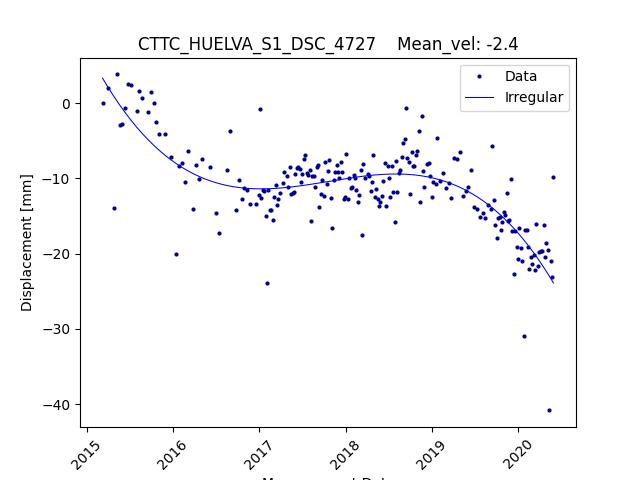 CTTC_HUELVA_S1_DSC_4727    Mean_vel: -2.4
Data
Irregular
Displacement [mm]
0
−10
−20
−30
−40
2015
2016
2017
2018
2019
2020